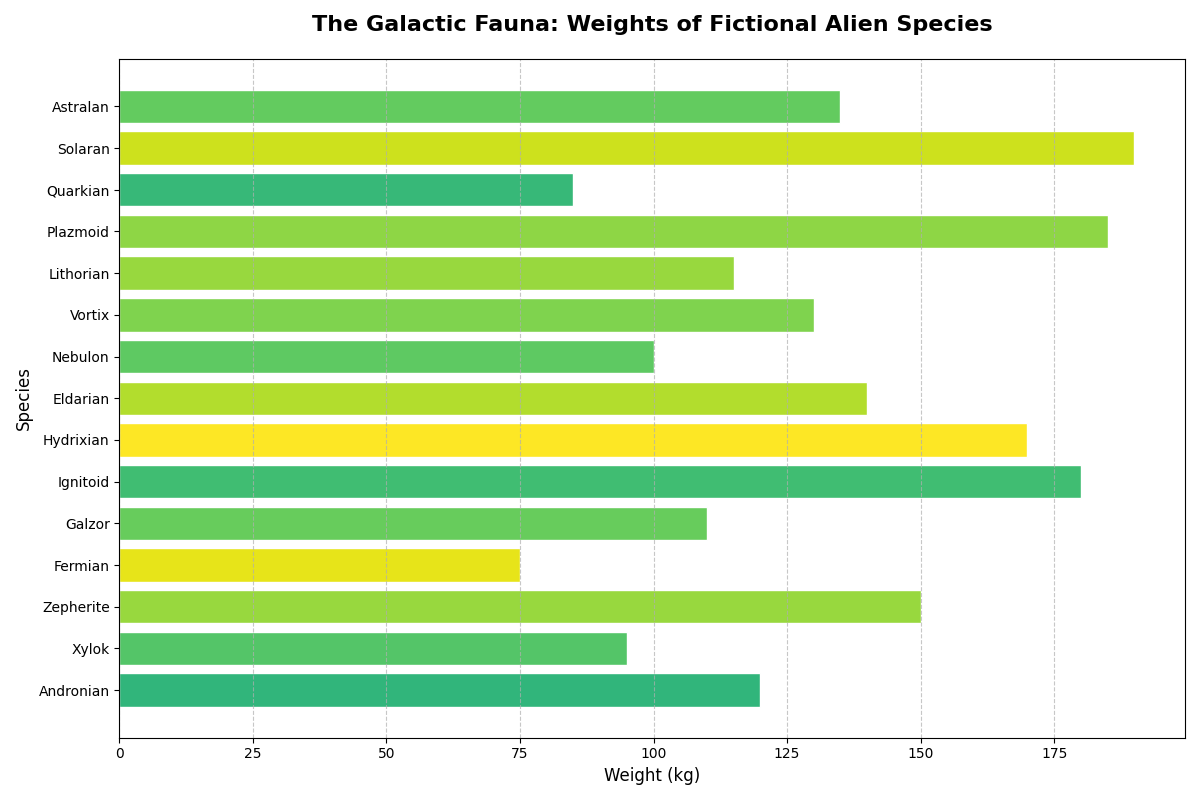 The Galactic Fauna: Weights of Fictional Alien Species
Species
Astralan
Solaran
Quarkian
Plazmoid
Lithorian
Vortix
Nebulon
Eldarian
Hydrixian
Ignitoid
Galzor
Fermian
Zepherite
Xylok
Andronian
0 25 50 75 100 125 150 175
Weight (kg)